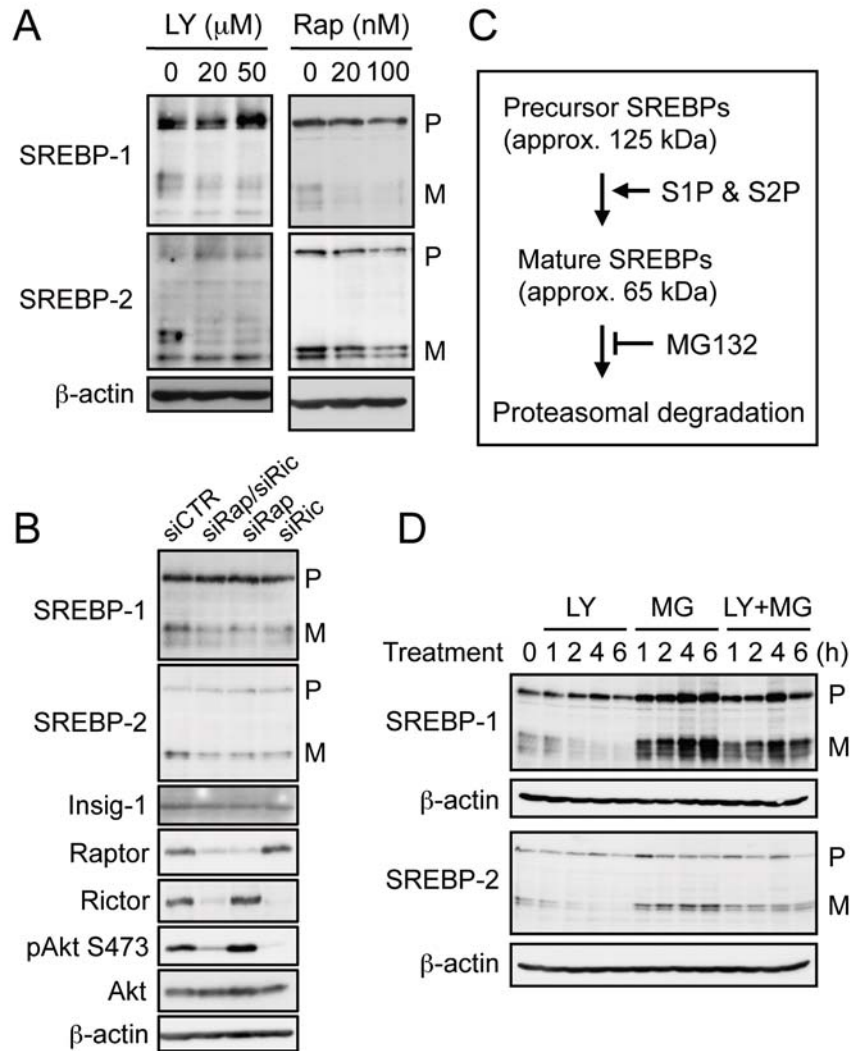 A
LY (μM) Rap (nM)
0 20 50 0 20 100
SREBP-1
P
M
SREBP-2
P
M
β-actin
C
Precursor SREBPs
(approx. 125 kDa)
S1P & S2P
Mature SREBPs
(approx. 65 kDa)
MG132
Proteasomal degradation
B
siCTR
siRap/siRic
siRap
siRic
SREBP-1
P
M
SREBP-2
P
M
Insig-1
Raptor
Rictor
pAkt S473
Akt
β-actin
D
LY MG LY+MG
Treatment 0 1 2 4 6 1 2 4 6 1 2 4 6 (h)
SREBP-1
P
M
β-actin
SREBP-2
P
M
β-actin